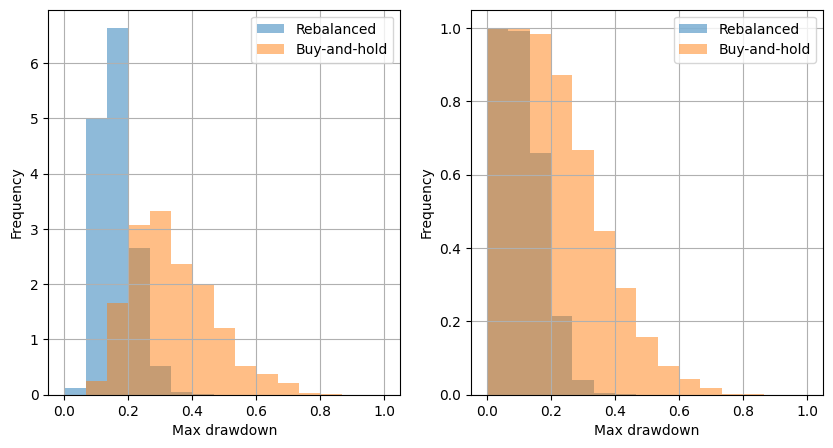 Rebalanced
Buy-and-hold
Frequency
6
5
4
3
2
1
0
0.0 0.2 0.4 0.6 0.8 1.0
Max drawdown
Rebalanced
Buy-and-hold
Frequency
1.0
0.8
0.6
0.4
0.2
0.0
0.0 0.2 0.4 0.6 0.8 1.0
Max drawdown